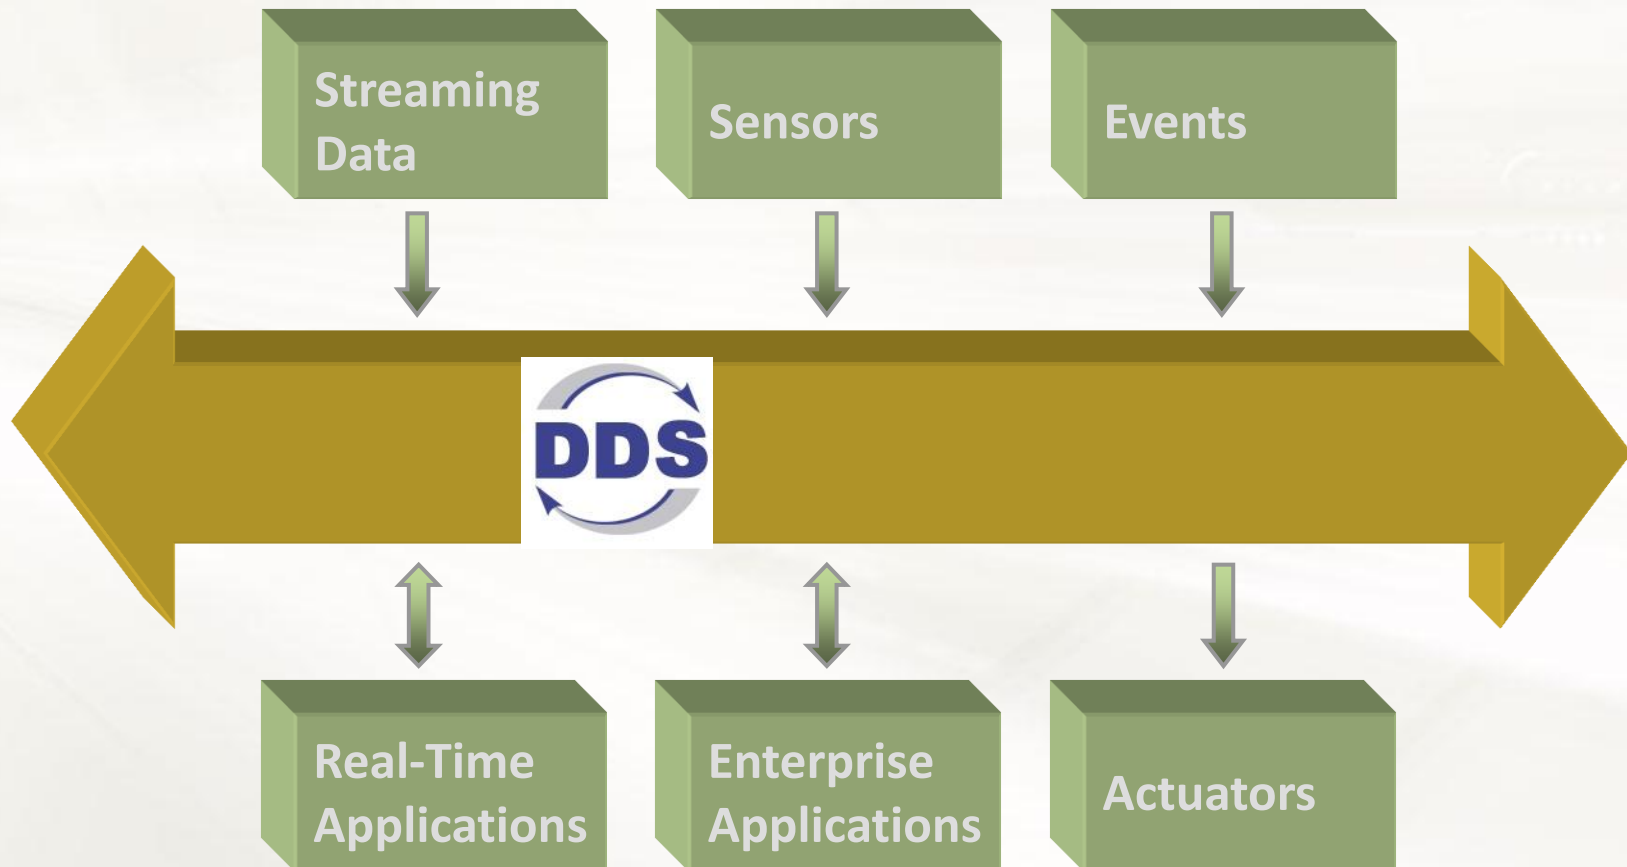 Streaming
Data
Sensors
Events
DDS
Real-Time
Applications
Enterprise
Applications
Actuators